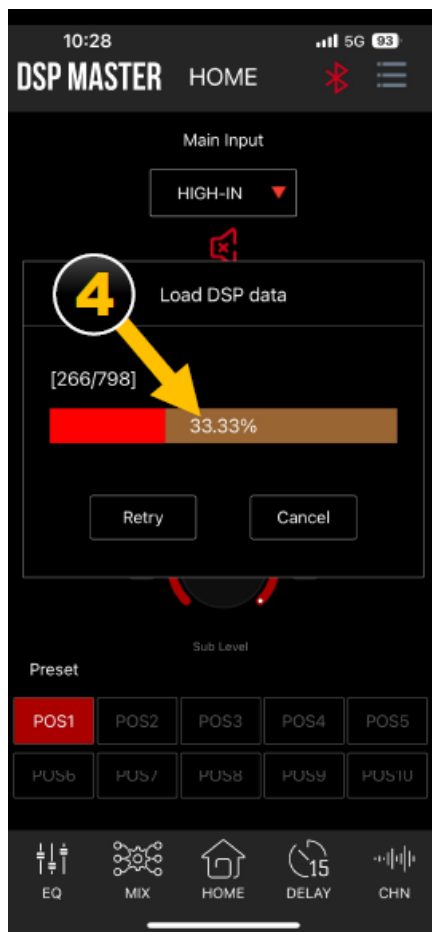 10:28 5G 93
DSP MASTER HOME
Main Input
HIGH-IN
4
Load DSP data
[266/798]
33.33%
Retry Cancel
Sub Level
Preset
POS1 POS2 POS3 POS4 POS5
POS6 POS7 POS8 POS9 POS10
15
EQ MIX HOME DELAY CHN